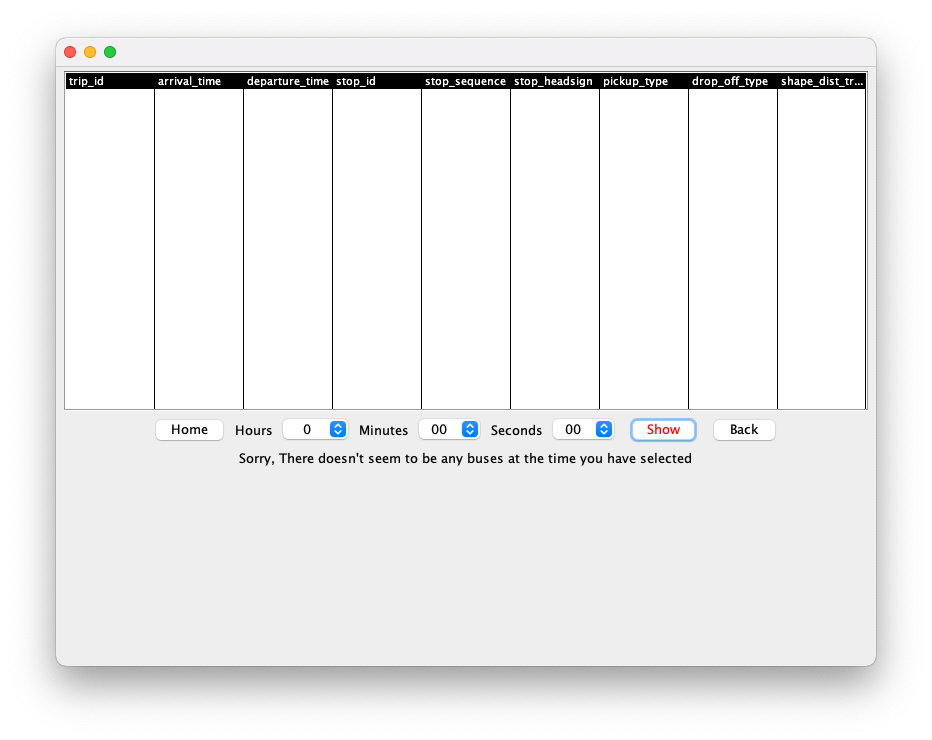 trip_id arrival_time departure_time stop_id stop_sequence stop_headsign pickup_type drop_off_type shape_dist_tr...
Home Hours 0 Minutes 00 Seconds 00 Show Back
Sorry, There doesn't seem to be any buses at the time you have selected